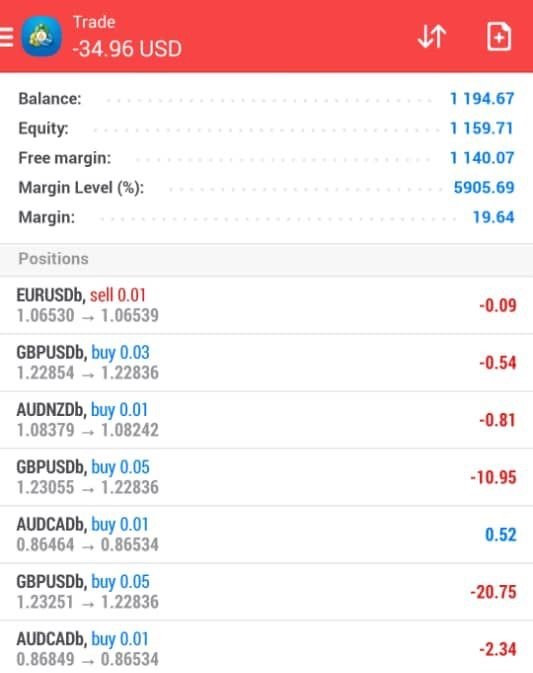 Trade
-34.96 USD
Balance: 1 194.67
Equity: 1 159.71
Free margin: 1 140.07
Margin Level (%): 5905.69
Margin: 19.64
Positions
EURUSDb, sell 0.01
1.06530 → 1.06539 -0.09
GBPUSDb, buy 0.03
1.22854 → 1.22836 -0.54
AUDNZDb, buy 0.01
1.08379 → 1.08242 -0.81
GBPUSDb, buy 0.05
1.23055 → 1.22836 -10.95
AUDCADb, buy 0.01
0.86464 → 0.86534 0.52
GBPUSDb, buy 0.05
1.23251 → 1.22836 -20.75
AUDCADb, buy 0.01
0.86849 → 0.86534 -2.34